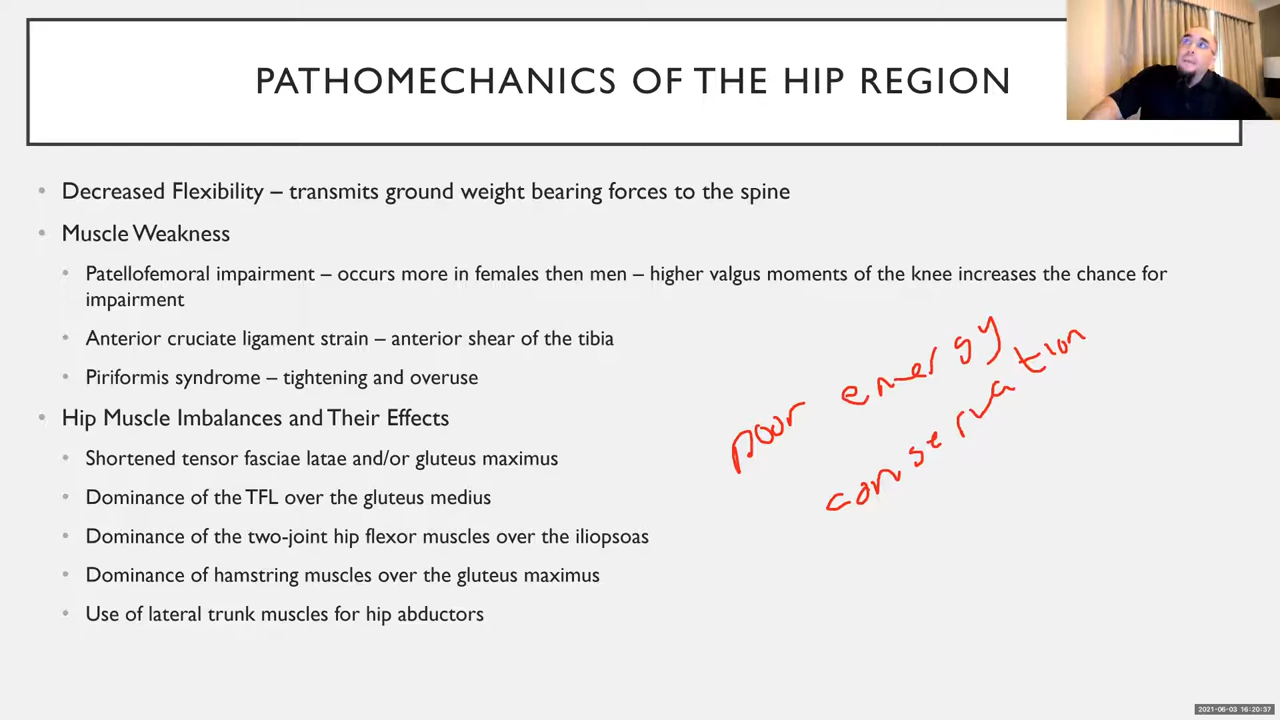 PATHOMECHANICS OF THE HIP REGION
• Decreased Flexibility – transmits ground weight bearing forces to the spine
• Muscle Weakness
• Patellofemoral impairment – occurs more in females then men – higher valgus moments of the knee increases the chance for
impairment
• Anterior cruciate ligament strain – anterior shear of the tibia
• Piriformis syndrome – tightening and overuse
• Hip Muscle Imbalances and Their Effects
• Shortened tensor fasciae latae and/or gluteus maximus
• Dominance of the TFL over the gluteus medius
• Dominance of the two-joint hip flexor muscles over the iliopsoas
• Dominance of hamstring muscles over the gluteus maximus
• Use of lateral trunk muscles for hip abductors
poor energy
conservation
2021-06-03 16:20:37